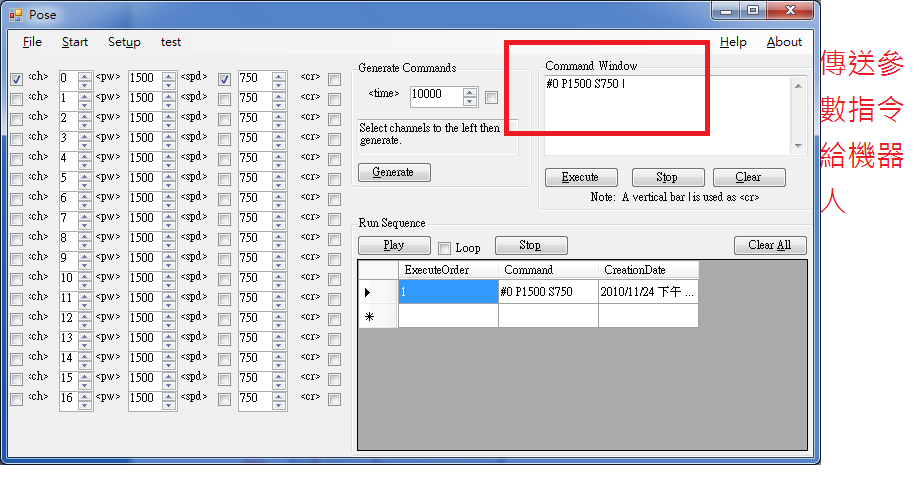 Pose
File Start Setup test Help About
<ch> 0 <pw> 1500 <spd> 750 <cr>
<ch> 1 <pw> 1500 <spd> 750 <cr>
<ch> 2 <pw> 1500 <spd> 750 <cr>
<ch> 3 <pw> 1500 <spd> 750 <cr>
<ch> 4 <pw> 1500 <spd> 750 <cr>
<ch> 5 <pw> 1500 <spd> 750 <cr>
<ch> 6 <pw> 1500 <spd> 750 <cr>
<ch> 7 <pw> 1500 <spd> 750 <cr>
<ch> 8 <pw> 1500 <spd> 750 <cr>
<ch> 9 <pw> 1500 <spd> 750 <cr>
<ch> 10 <pw> 1500 <spd> 750 <cr>
<ch> 11 <pw> 1500 <spd> 750 <cr>
<ch> 12 <pw> 1500 <spd> 750 <cr>
<ch> 13 <pw> 1500 <spd> 750 <cr>
<ch> 14 <pw> 1500 <spd> 750 <cr>
<ch> 15 <pw> 1500 <spd> 750 <cr>
<ch> 16 <pw> 1500 <spd> 750 <cr>
Generate Commands
<time> 10000
Select channels to the left then
generate.
Generate
Command Window
#0 P1500 S750 |
Execute Stop Clear
Note: A vertical bar | is used as <cr>
Run Sequence
Play Loop Stop Clear All
ExecuteOrder Command CreationDate
1 #0 P1500 S750 2010/11/24 下午 ...
傳送參
數指令
給機器
人